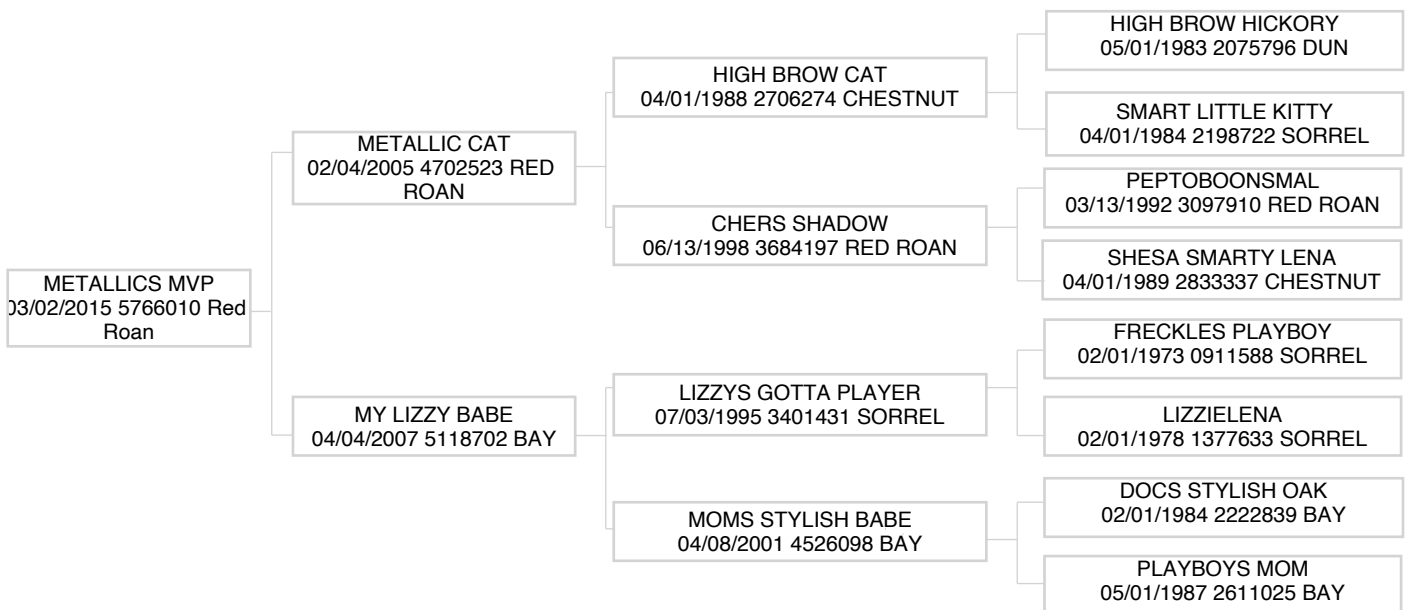 HIGH BROW HICKORY
05/01/1983 2075796 DUN
HIGH BROW CAT
04/01/1988 2706274 CHESTNUT
SMART LITTLE KITTY
04/01/1984 2198722 SORREL
METALLIC CAT
02/04/2005 4702523 RED
ROAN
PEPTOBOONSMAL
03/13/1992 3097910 RED ROAN
CHERS SHADOW
06/13/1998 3684197 RED ROAN
SHESA SMARTY LENA
04/01/1989 2833337 CHESTNUT
METALLICS MVP
03/02/2015 5766010 Red
Roan
FRECKLES PLAYBOY
02/01/1973 0911588 SORREL
LIZZYS GOTTA PLAYER
07/03/1995 3401431 SORREL
LIZZIELENA
02/01/1978 1377633 SORREL
MY LIZZY BABE
04/04/2007 5118702 BAY
DOCS STYLISH OAK
02/01/1984 2222839 BAY
MOMS STYLISH BABE
04/08/2001 4526098 BAY
PLAYBOYS MOM
05/01/1987 2611025 BAY